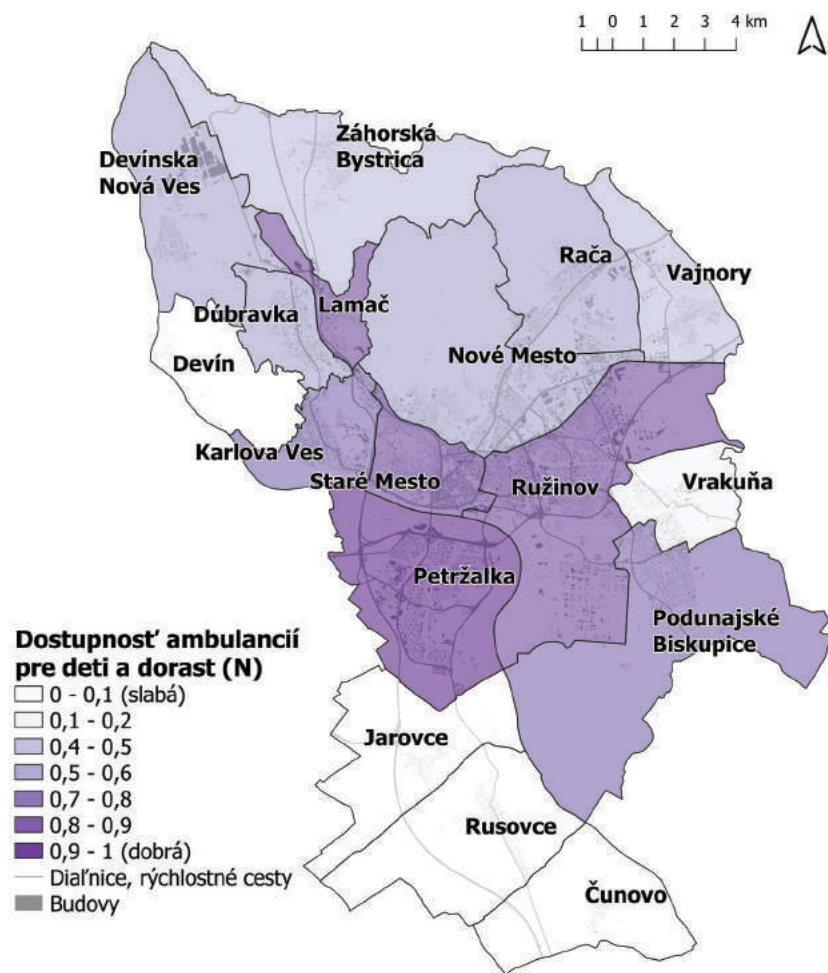 1 0 1 2 3 4 km
Záhorská
Bystrica
Devínska
Nová Ves
Rača
Vajnory
Lamač
Dúbravka
Nové Mesto
Devín
Karlova Ves
Staré Mesto
Ružinov
Vrakuňa
Petržalka
Podunajské
Biskupice
Dostupnosť ambulancií
pre deti a dorast (N)
0 - 0,1 (slabá)
0,1 - 0,2
0,4 - 0,5
0,5 - 0,6
0,7 - 0,8
0,8 - 0,9
0,9 - 1 (dobrá)
Diaľnice, rýchlostné cesty
Budovy
Jarovce
Rusovce
Čunovo